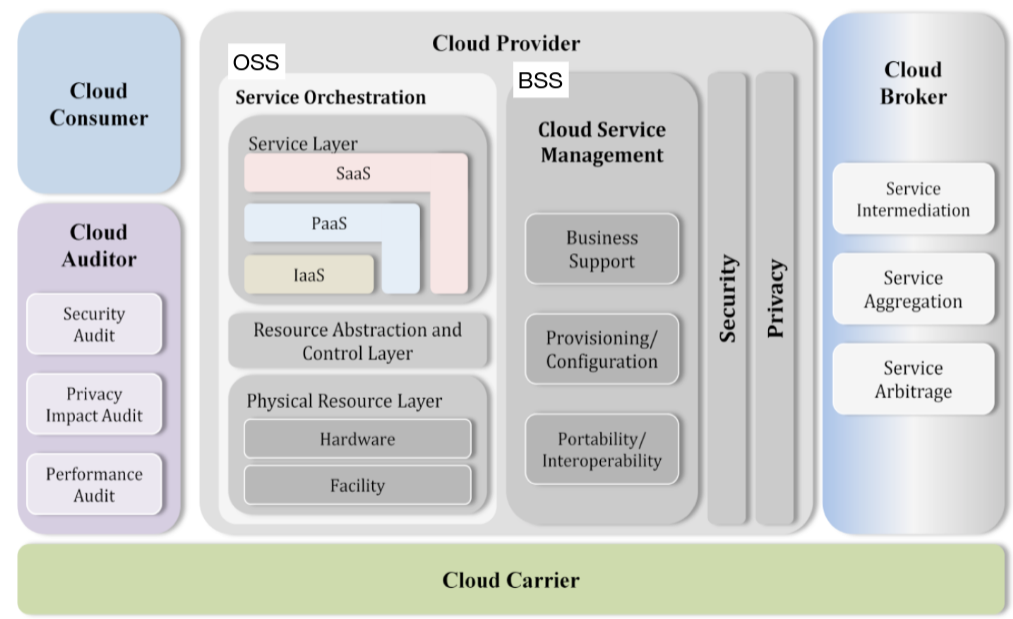 Cloud
Consumer
Cloud
Auditor
Security
Audit
Privacy
Impact Audit
Performance
Audit
Cloud Provider
OSS
Service Orchestration
Service Layer
SaaS
PaaS
IaaS
Resource Abstraction and
Control Layer
Physical Resource Layer
Hardware
Facility
BSS
Cloud Service
Management
Business
Support
Provisioning/
Configuration
Portability/
Interoperability
Security
Privacy
Cloud
Broker
Service
Intermediation
Service
Aggregation
Service
Arbitrage
Cloud Carrier